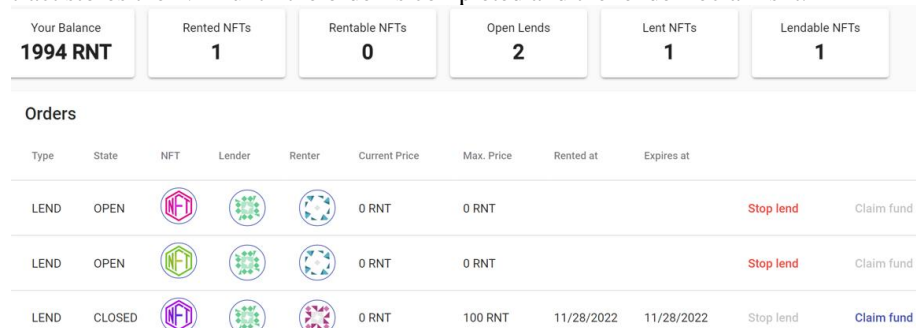 Your Balance Rented NFTs Rentable NFTs Open Lends Lent NFTs Lendable NFTs
1994 RNT 1 0 2 1 1
Orders
Type State NFT Lender Renter Current Price Max. Price Rented at Expires at
LEND OPEN NFT 0 RNT 0 RNT Stop lend Claim fund
LEND OPEN NFT 0 RNT 0 RNT Stop lend Claim fund
LEND CLOSED NFT 0 RNT 100 RNT 11/28/2022 11/28/2022 Stop lend Claim fund